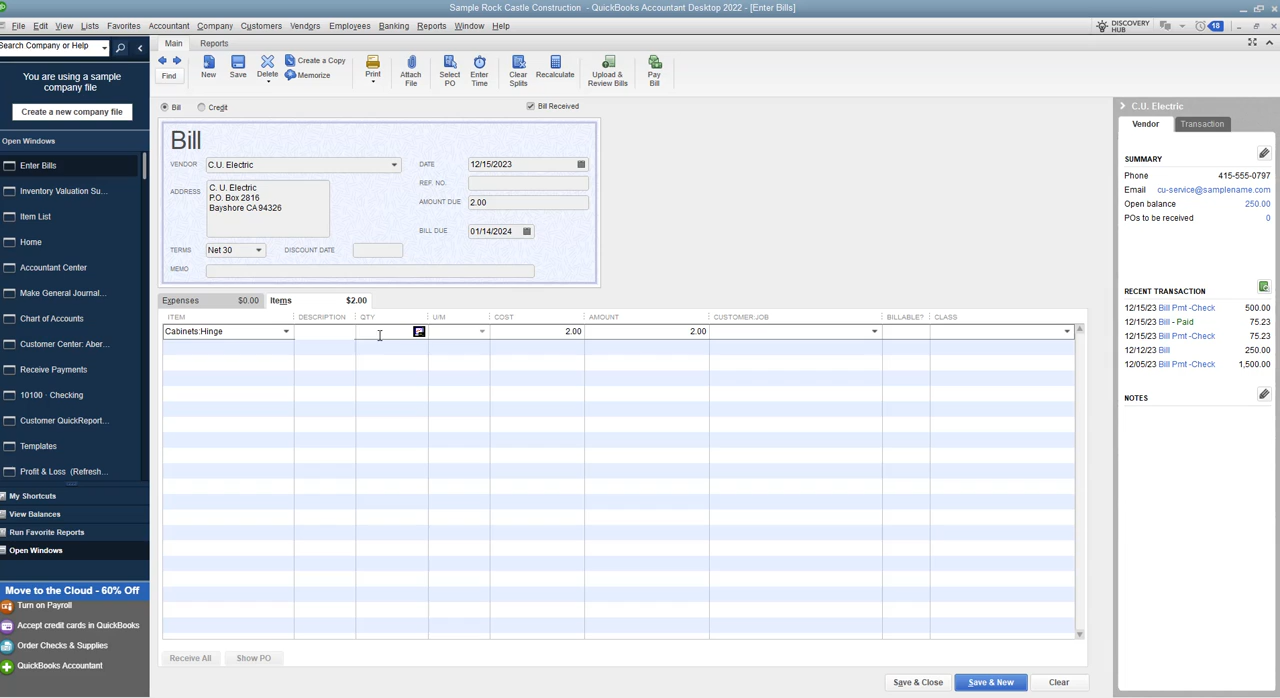 Sample Rock Castle Construction - QuickBooks Accountant Desktop 2022 - [Enter Bills]
File Edit View Lists Favorites Accountant Company Customers Vendors Employees Banking Reports Window Help
DISCOVERY HUB
18
Search Company or Help
Main Reports
Find
New
Save
Delete
Create a Copy
Memorize
Print
Attach File
Select PO
Enter Time
Clear Splits
Recalculate
Upload & Review Bills
Pay Bill
You are using a sample
company file
Create a new company file
Open Windows
Enter Bills
Inventory Valuation Su...
Item List
Home
Accountant Center
Make General Journal...
Chart of Accounts
Customer Center: Aber...
Receive Payments
10100 · Checking
Customer QuickReport...
Templates
Profit & Loss (Refresh...
My Shortcuts
View Balances
Run Favorite Reports
Open Windows
Move to the Cloud - 60% Off
Turn on Payroll
Accept credit cards in QuickBooks
Order Checks & Supplies
QuickBooks Accountant
Bill Credit Bill Received
Bill
VENDOR C.U. Electric
ADDRESS
C. U. Electric
P.O. Box 2816
Bayshore CA 94326
DATE 12/15/2023
REF. NO.
AMOUNT DUE 2.00
BILL DUE 01/14/2024
TERMS Net 30 DISCOUNT DATE
MEMO
Expenses $0.00 Items $2.00
ITEM DESCRIPTION QTY U/M COST AMOUNT CUSTOMER:JOB BILLABLE? CLASS
Cabinets:Hinge 2.00 2.00
Receive All Show PO
Save & Close Save & New Clear
C.U. Electric
Vendor Transaction
SUMMARY
Phone 415-555-0797
Email cu-service@samplename.com
Open balance 250.00
POs to be received 0
RECENT TRANSACTION
12/15/23 Bill Pmt -Check 500.00
12/15/23 Bill - Paid 75.23
12/15/23 Bill Pmt -Check 75.23
12/12/23 Bill 250.00
12/05/23 Bill Pmt -Check 1,500.00
NOTES